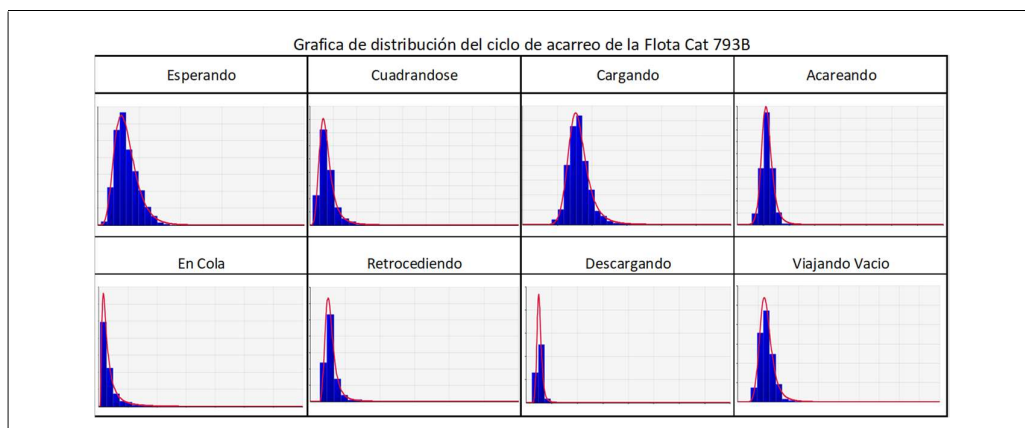 Grafica de distribución del ciclo de acarreo de la Flota Cat 793B
Esperando
Cuadrandose
Cargando
Acareando
En Cola
Retrocediendo
Descargando
Viajando Vacio